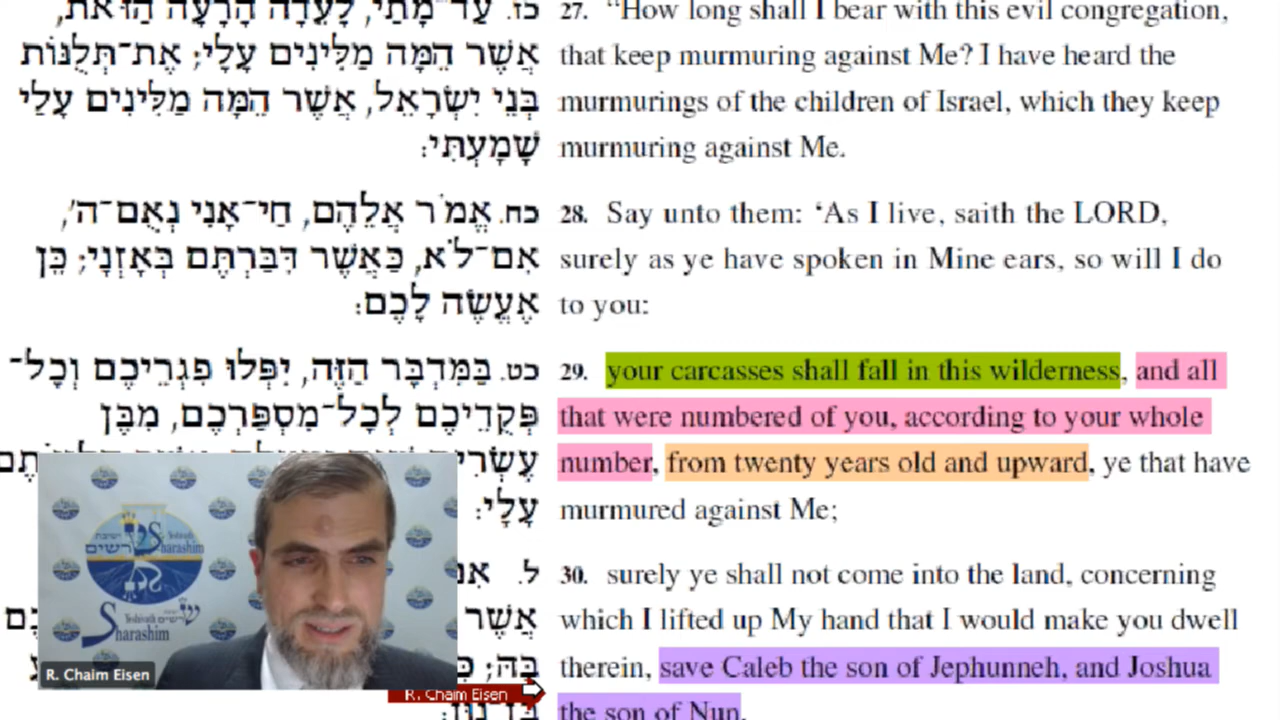 כז. עַד־מָתַי, לָעֵדָה הָרָעָה הַזֹּאת,
אֲשֶׁר הֵמָּה מַלִּינִים עָלָי; אֶת־תְּלֻנּוֹת
בְּנֵי יִשְׂרָאֵל, אֲשֶׁר הֵמָּה מַלִּינִים עָלַי
שָׁמָעְתִּי:
27. “How long shall I bear with this evil congregation,
that keep murmuring against Me? I have heard the
murmurings of the children of Israel, which they keep
murmuring against Me.
כח. אֱמֹר אֲלֵהֶם, חַי־אָנִי נְאֻם־ה',
אִם־לֹא, כַּאֲשֶׁר דִּבַּרְתֶּם בְּאָזְנָי; כֵּן
אֶעֱשֶׂה לָכֶם:
28. Say unto them: ‘As I live, saith the LORD,
surely as ye have spoken in Mine ears, so will I do
to you:
כט. בַּמִּדְבָּר הַזֶּה, יִפְּלוּ פִגְרֵיכֶם וְכָל־
פְּקֻדֵיכֶם לְכָל־מִסְפַּרְכֶם, מִבֶּן
עָלָי:
29. your carcasses shall fall in this wilderness, and all
that were numbered of you, according to your whole
number, from twenty years old and upward, ye that have
murmured against Me;
ל.
אֲשֶׁר
בָּהּ;
30. surely ye shall not come into the land, concerning
which I lifted up My hand that I would make you dwell
therein, save Caleb the son of Jephunneh, and Joshua
the son of Nun.
ישיבת Yeshivath
שרשים Sharashim
Yeshivath
Sharashim
R. Chaim Eisen
R. Chaim Eisen